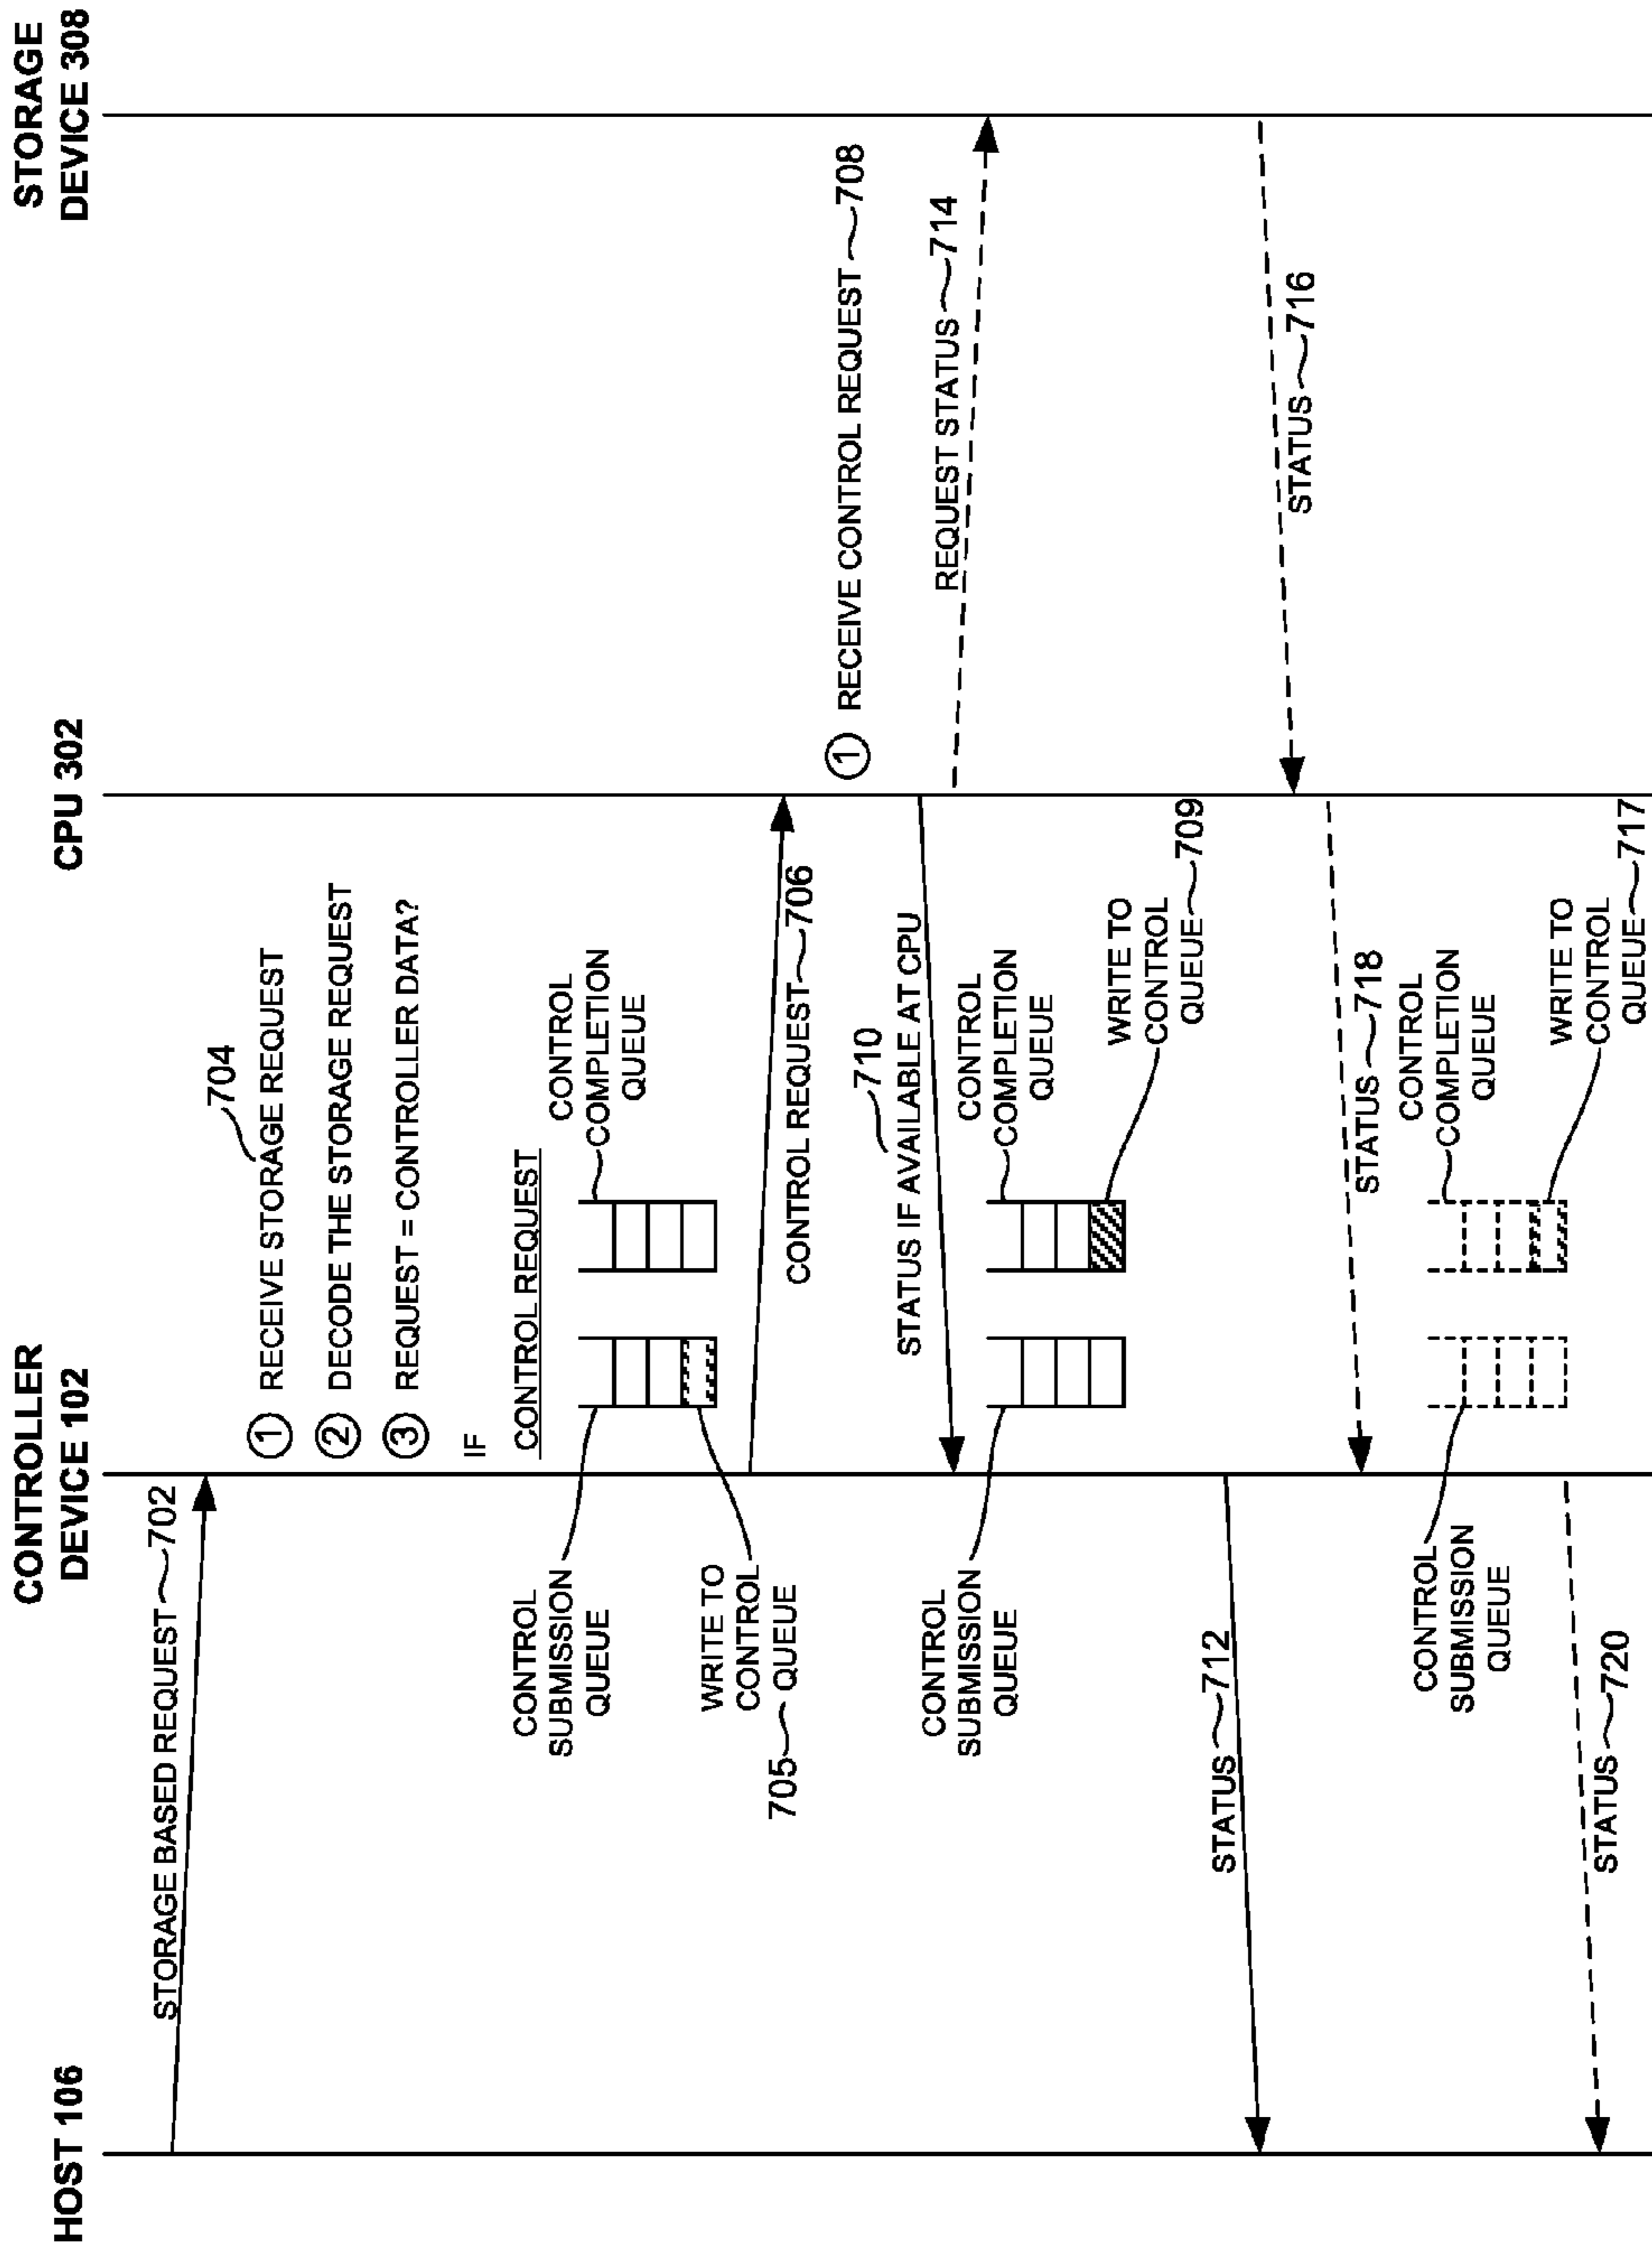 HOST 106
CONTROLLER
DEVICE 102
CPU 302
STORAGE
DEVICE 308
STORAGE BASED REQUEST 702
704
1 RECEIVE STORAGE REQUEST
2 DECODE THE STORAGE REQUEST
3 REQUEST = CONTROLLER DATA?
IF
CONTROL REQUEST
CONTROL
SUBMISSION
QUEUE
CONTROL
COMPLETION
QUEUE
WRITE TO
CONTROL
705 QUEUE
CONTROL REQUEST 706
1 RECEIVE CONTROL REQUEST 708
710
STATUS IF AVAILABLE AT CPU
REQUEST STATUS 714
CONTROL
SUBMISSION
QUEUE
CONTROL
COMPLETION
QUEUE
WRITE TO
CONTROL
QUEUE 709
STATUS 712
STATUS 716
STATUS 718
CONTROL
SUBMISSION
QUEUE
CONTROL
COMPLETION
QUEUE
WRITE TO
CONTROL
QUEUE 717
STATUS 720